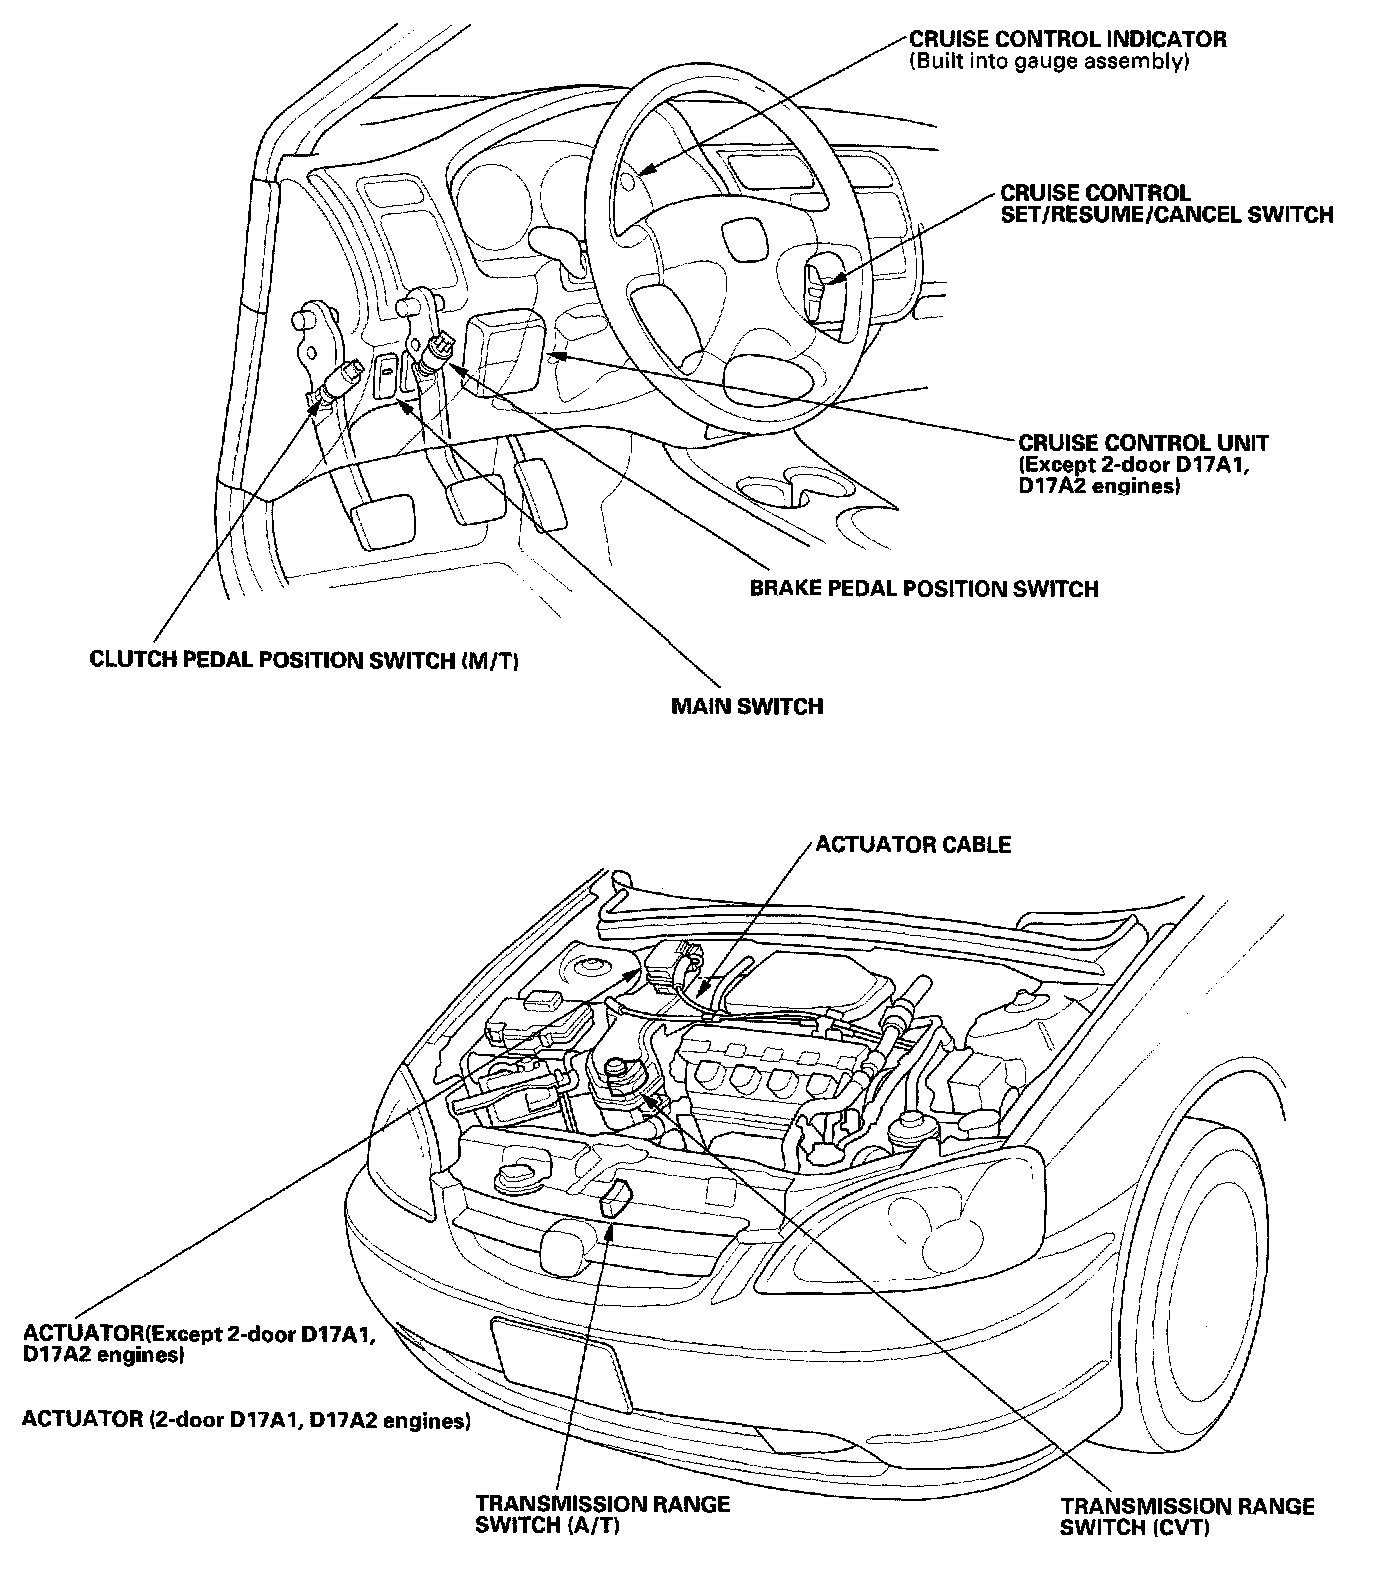 CRUISE CONTROL INDICATOR
(Built into gauge assembly)
CRUISE CONTROL
SET/RESUME/CANCEL SWITCH
CRUISE CONTROL UNIT
(Except 2-door D17A1,
D17A2 engines)
BRAKE PEDAL POSITION SWITCH
CLUTCH PEDAL POSITION SWITCH (M/T)
MAIN SWITCH
ACTUATOR CABLE
ACTUATOR(Except 2-door D17A1,
D17A2 engines)
ACTUATOR (2-door D17A1, D17A2 engines)
TRANSMISSION RANGE
SWITCH (A/T)
TRANSMISSION RANGE
SWITCH (CVT)